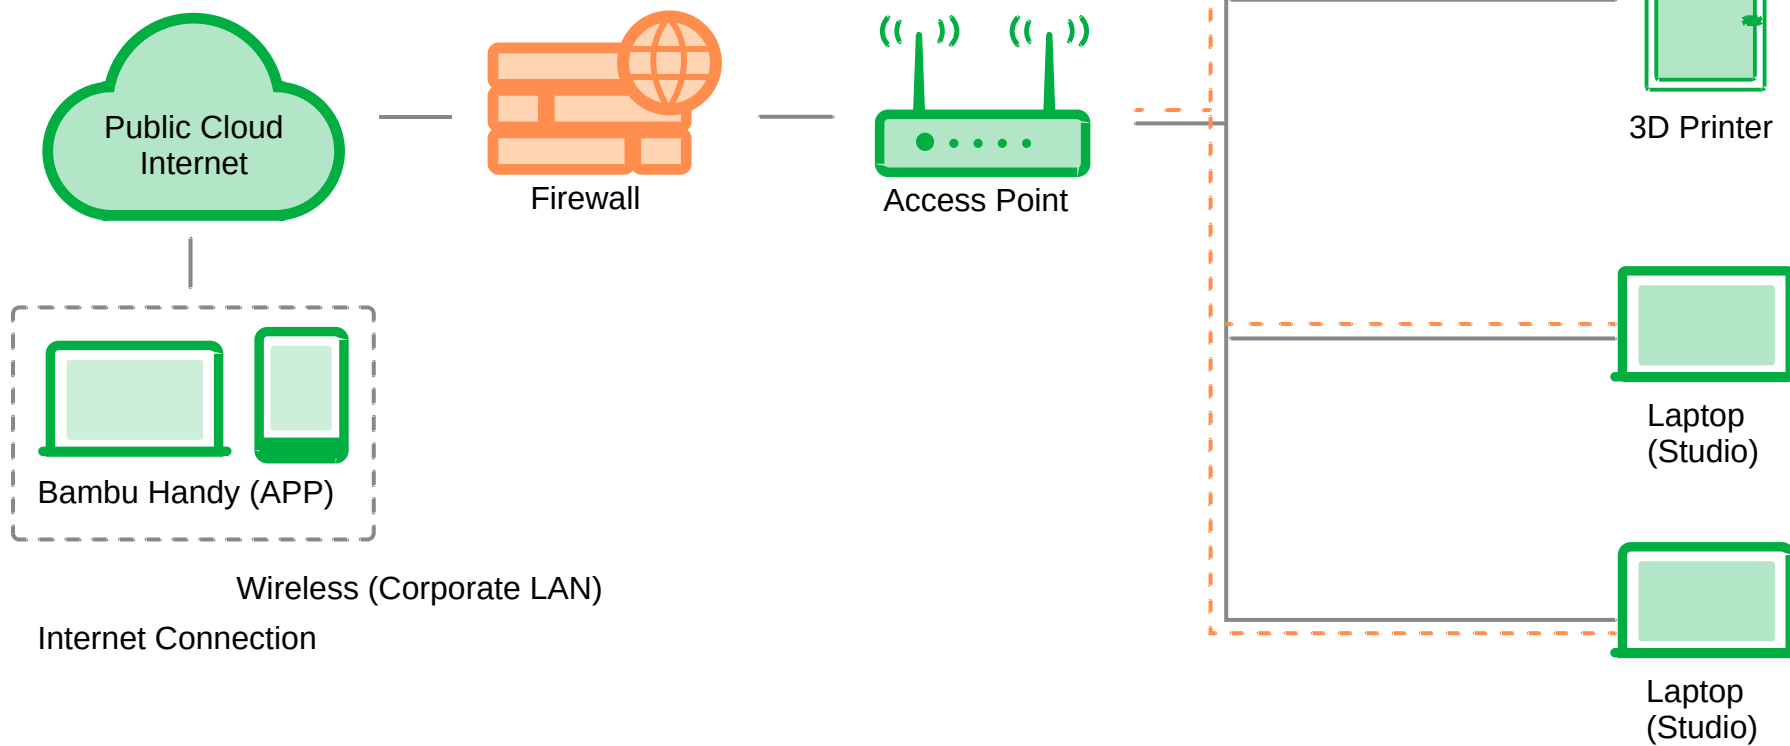 Public Cloud
Internet
Firewall
Access Point
3D Printer
Laptop
(Studio)
Bambu Handy (APP)
Wireless (Corporate LAN)
Internet Connection
Laptop
(Studio)